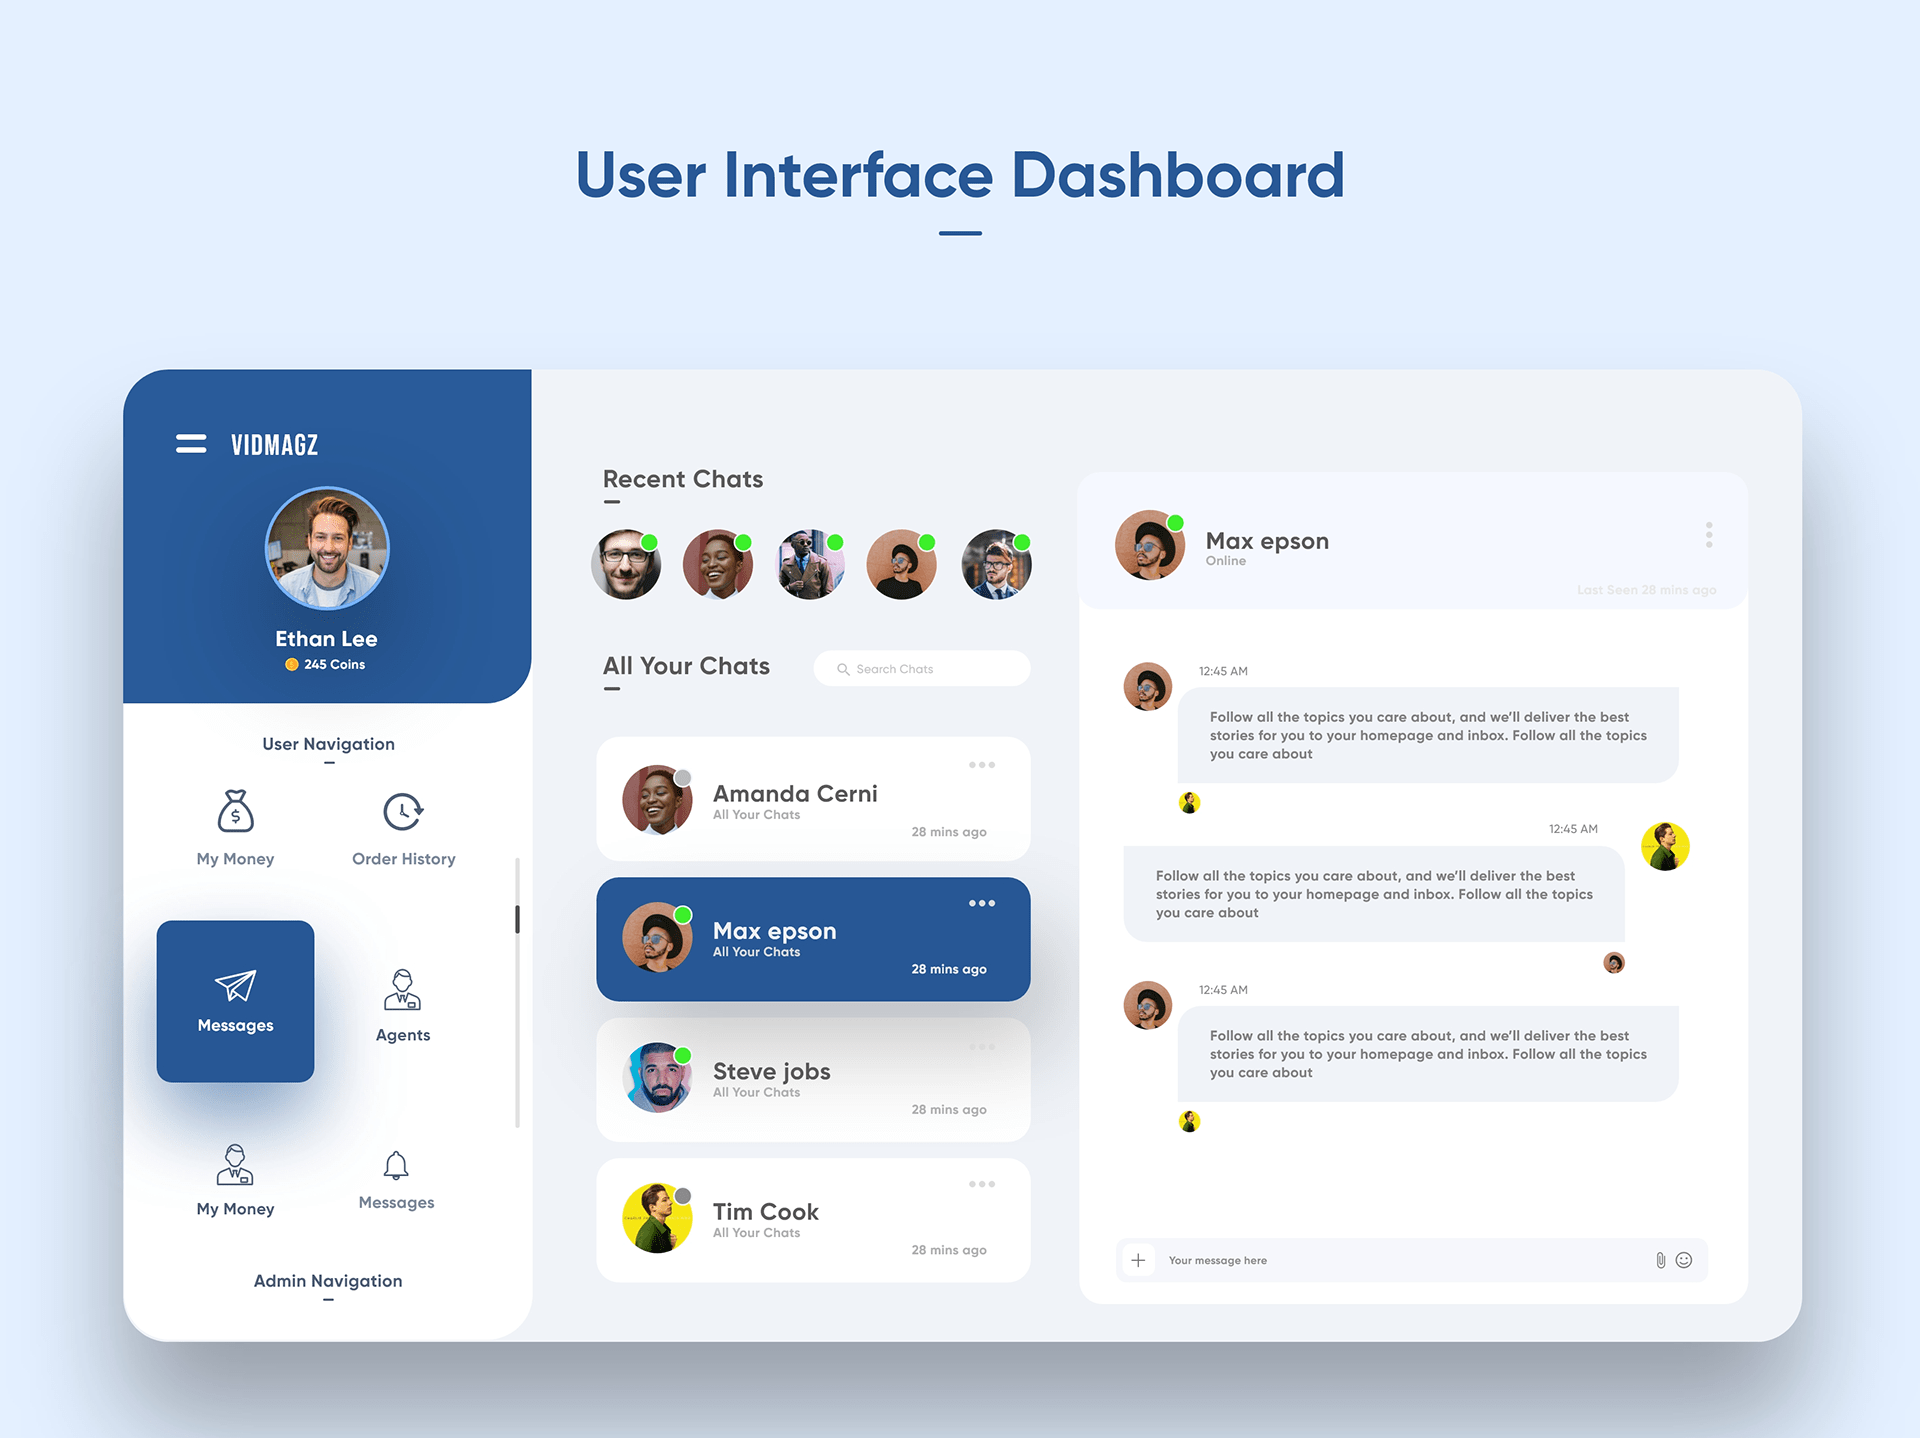 User Interface Dashboard
VIDMAGZ
Ethan Lee
245 Coins
User Navigation
My Money
Order History
Messages
Agents
My Money
Messages
Admin Navigation
Recent Chats
All Your Chats
Search Chats
Amanda Cerni
All Your Chats
28 mins ago
Max epson
All Your Chats
28 mins ago
Steve jobs
All Your Chats
28 mins ago
Tim Cook
All Your Chats
28 mins ago
Max epson
Online
Last Seen 28 mins ago
12:45 AM
Follow all the topics you care about, and we’ll deliver the best
stories for you to your homepage and inbox. Follow all the topics
you care about
12:45 AM
Follow all the topics you care about, and we’ll deliver the best
stories for you to your homepage and inbox. Follow all the topics
you care about
12:45 AM
Follow all the topics you care about, and we’ll deliver the best
stories for you to your homepage and inbox. Follow all the topics
you care about
Your message here